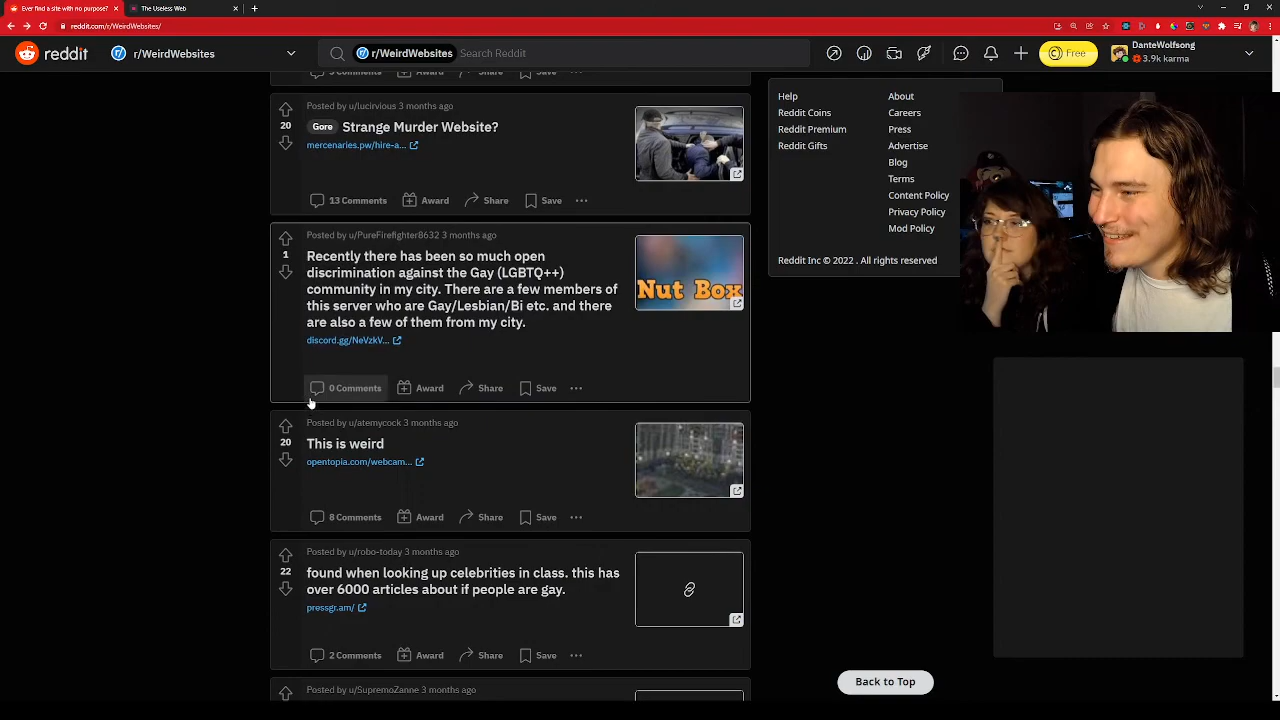 Ever find a site with no purpose?
The Useless Web
reddit.com/r/WeirdWebsites/
reddit
r/WeirdWebsites
r/WeirdWebsites Search Reddit
Free
DanteWolfsong
3.9k karma
5 Comments Award Share Save
Posted by u/lucirvious 3 months ago
20
Gore Strange Murder Website?
mercenaries.pw/hire-a...
13 Comments Award Share Save
Posted by u/PureFirefighter8632 3 months ago
1
Recently there has been so much open
discrimination against the Gay (LGBTQ++)
community in my city. There are a few members of
this server who are Gay/Lesbian/Bi etc. and there
are also a few of them from my city.
discord.gg/NeVzkV...
Nut Box
0 Comments Award Share Save
Posted by u/atemycock 3 months ago
20
This is weird
opentopia.com/webcam...
8 Comments Award Share Save
Posted by u/robo-today 3 months ago
22
found when looking up celebrities in class. this has
over 6000 articles about if people are gay.
pressgr.am/
2 Comments Award Share Save
Posted by u/SupremoZanne 3 months ago
Help About
Reddit Coins Careers
Reddit Premium Press
Reddit Gifts Advertise
Blog
Terms
Content Policy
Privacy Policy
Mod Policy
Reddit Inc © 2022 . All rights reserved
Back to Top